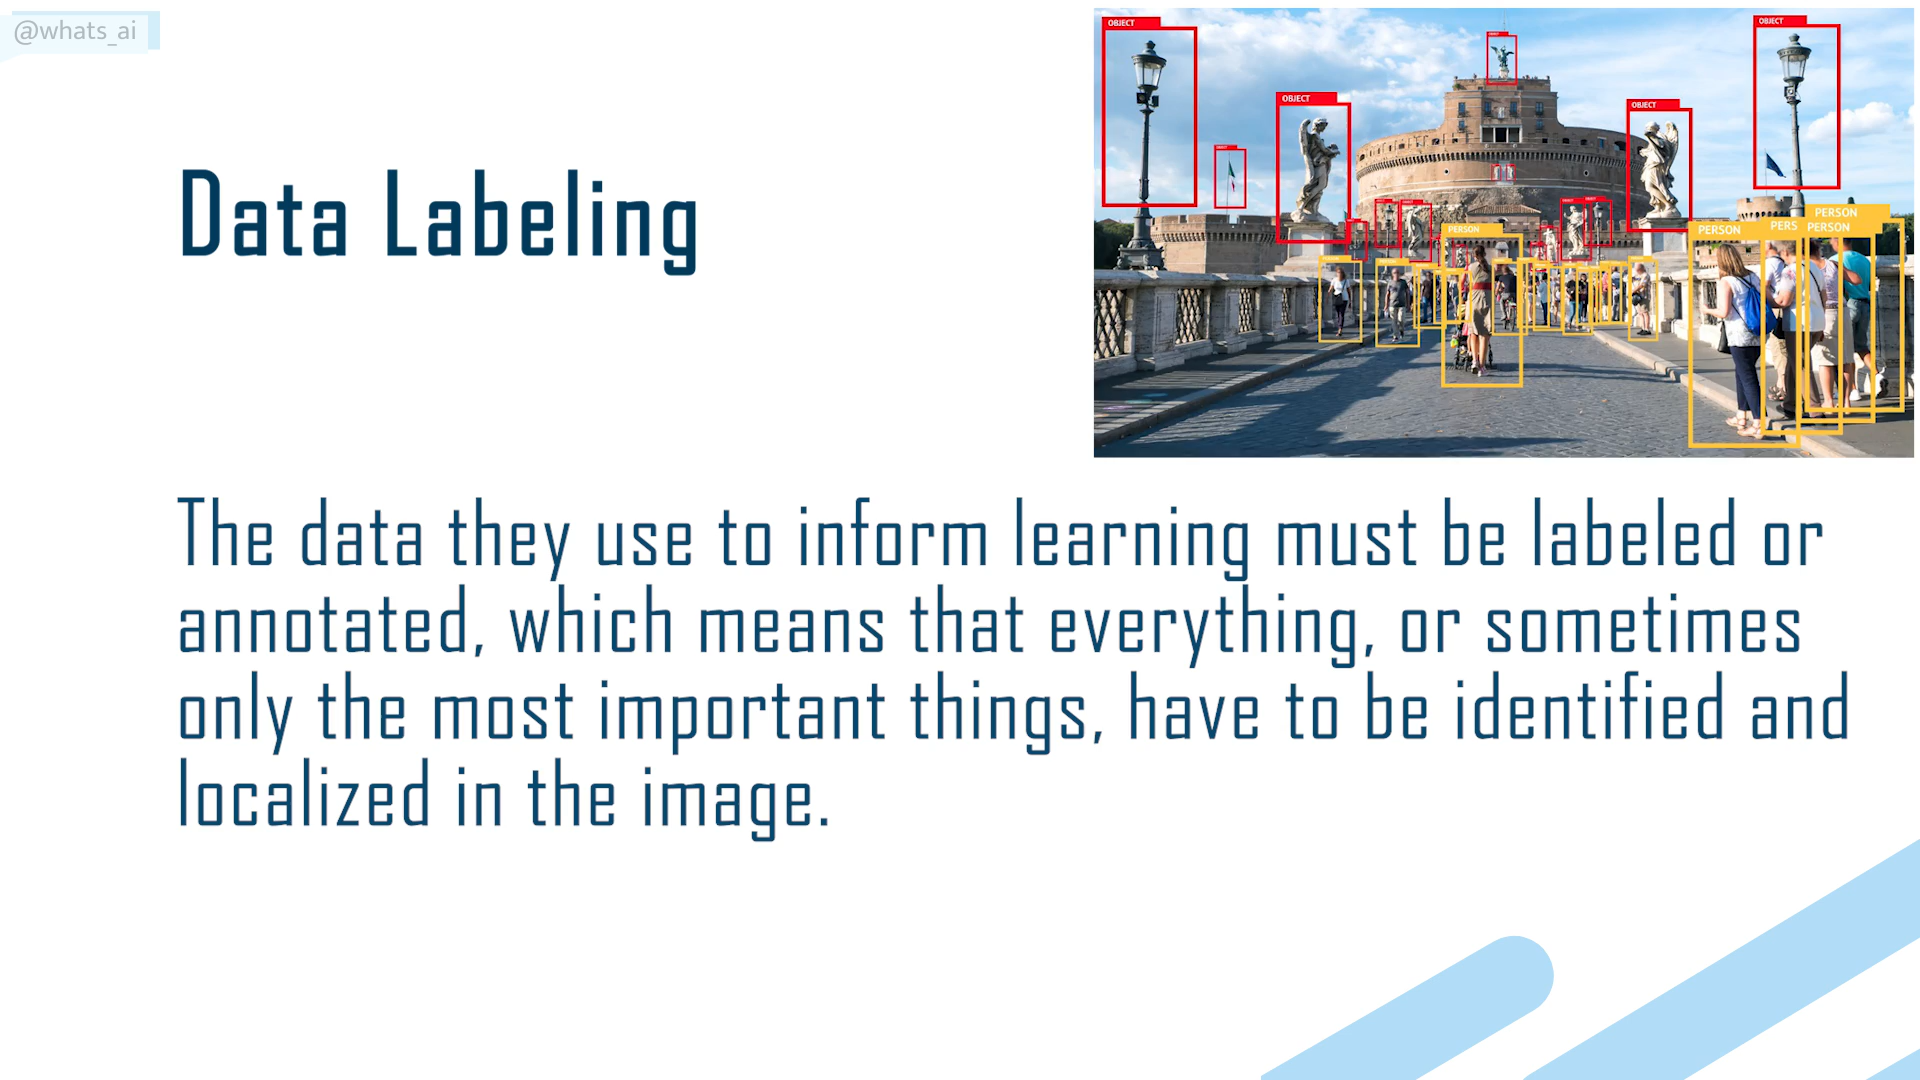 @whats_ai
OBJECT
OBJECT
OBJECT
OBJECT
OBJECT
PERSON
PERSON
PERSON
PERS
PERSON
Data Labeling
The data they use to inform learning must be labeled or
annotated, which means that everything, or sometimes
only the most important things, have to be identified and
localized in the image.